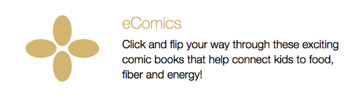 eComics
Click and flip your way through these exciting
comic books that help connect kids to food,
fiber and energy!